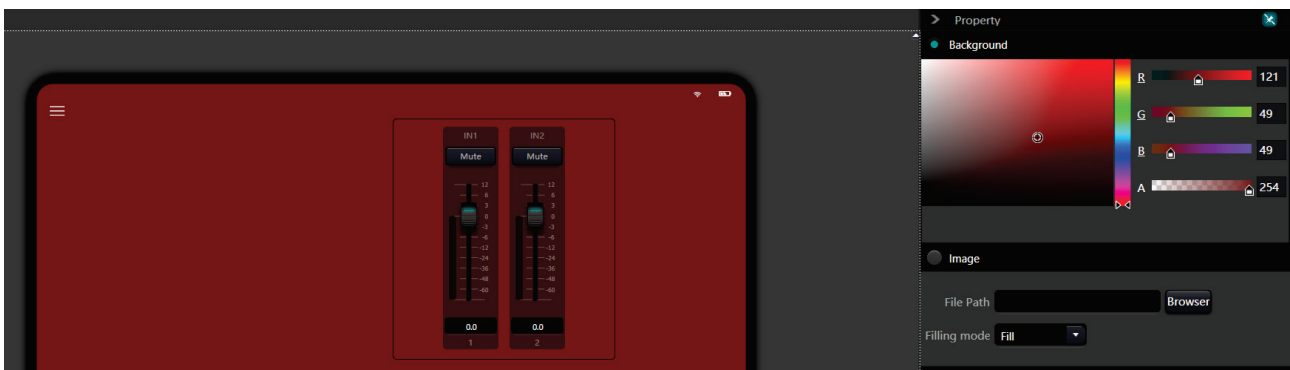 Property
Background
R 121
G 49
B 49
A 254
Image
File Path Browser
Filling mode Fill
IN1 IN2
Mute Mute
12 12
6 6
3 3
0 0
-3 -3
-6 -6
-12 -12
-24 -24
-36 -36
-48 -48
-60 -60
0.0 0.0
1 2